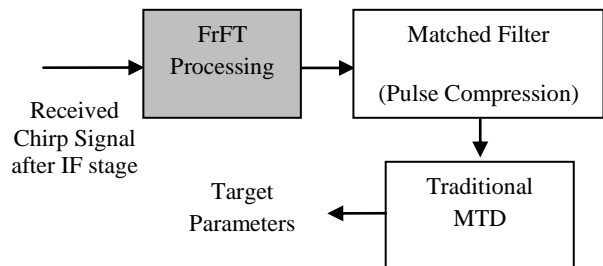 FrFT
Processing
Matched Filter
(Pulse Compression)
Received
Chirp Signal
after IF stage
Target
Parameters
Traditional
MTD